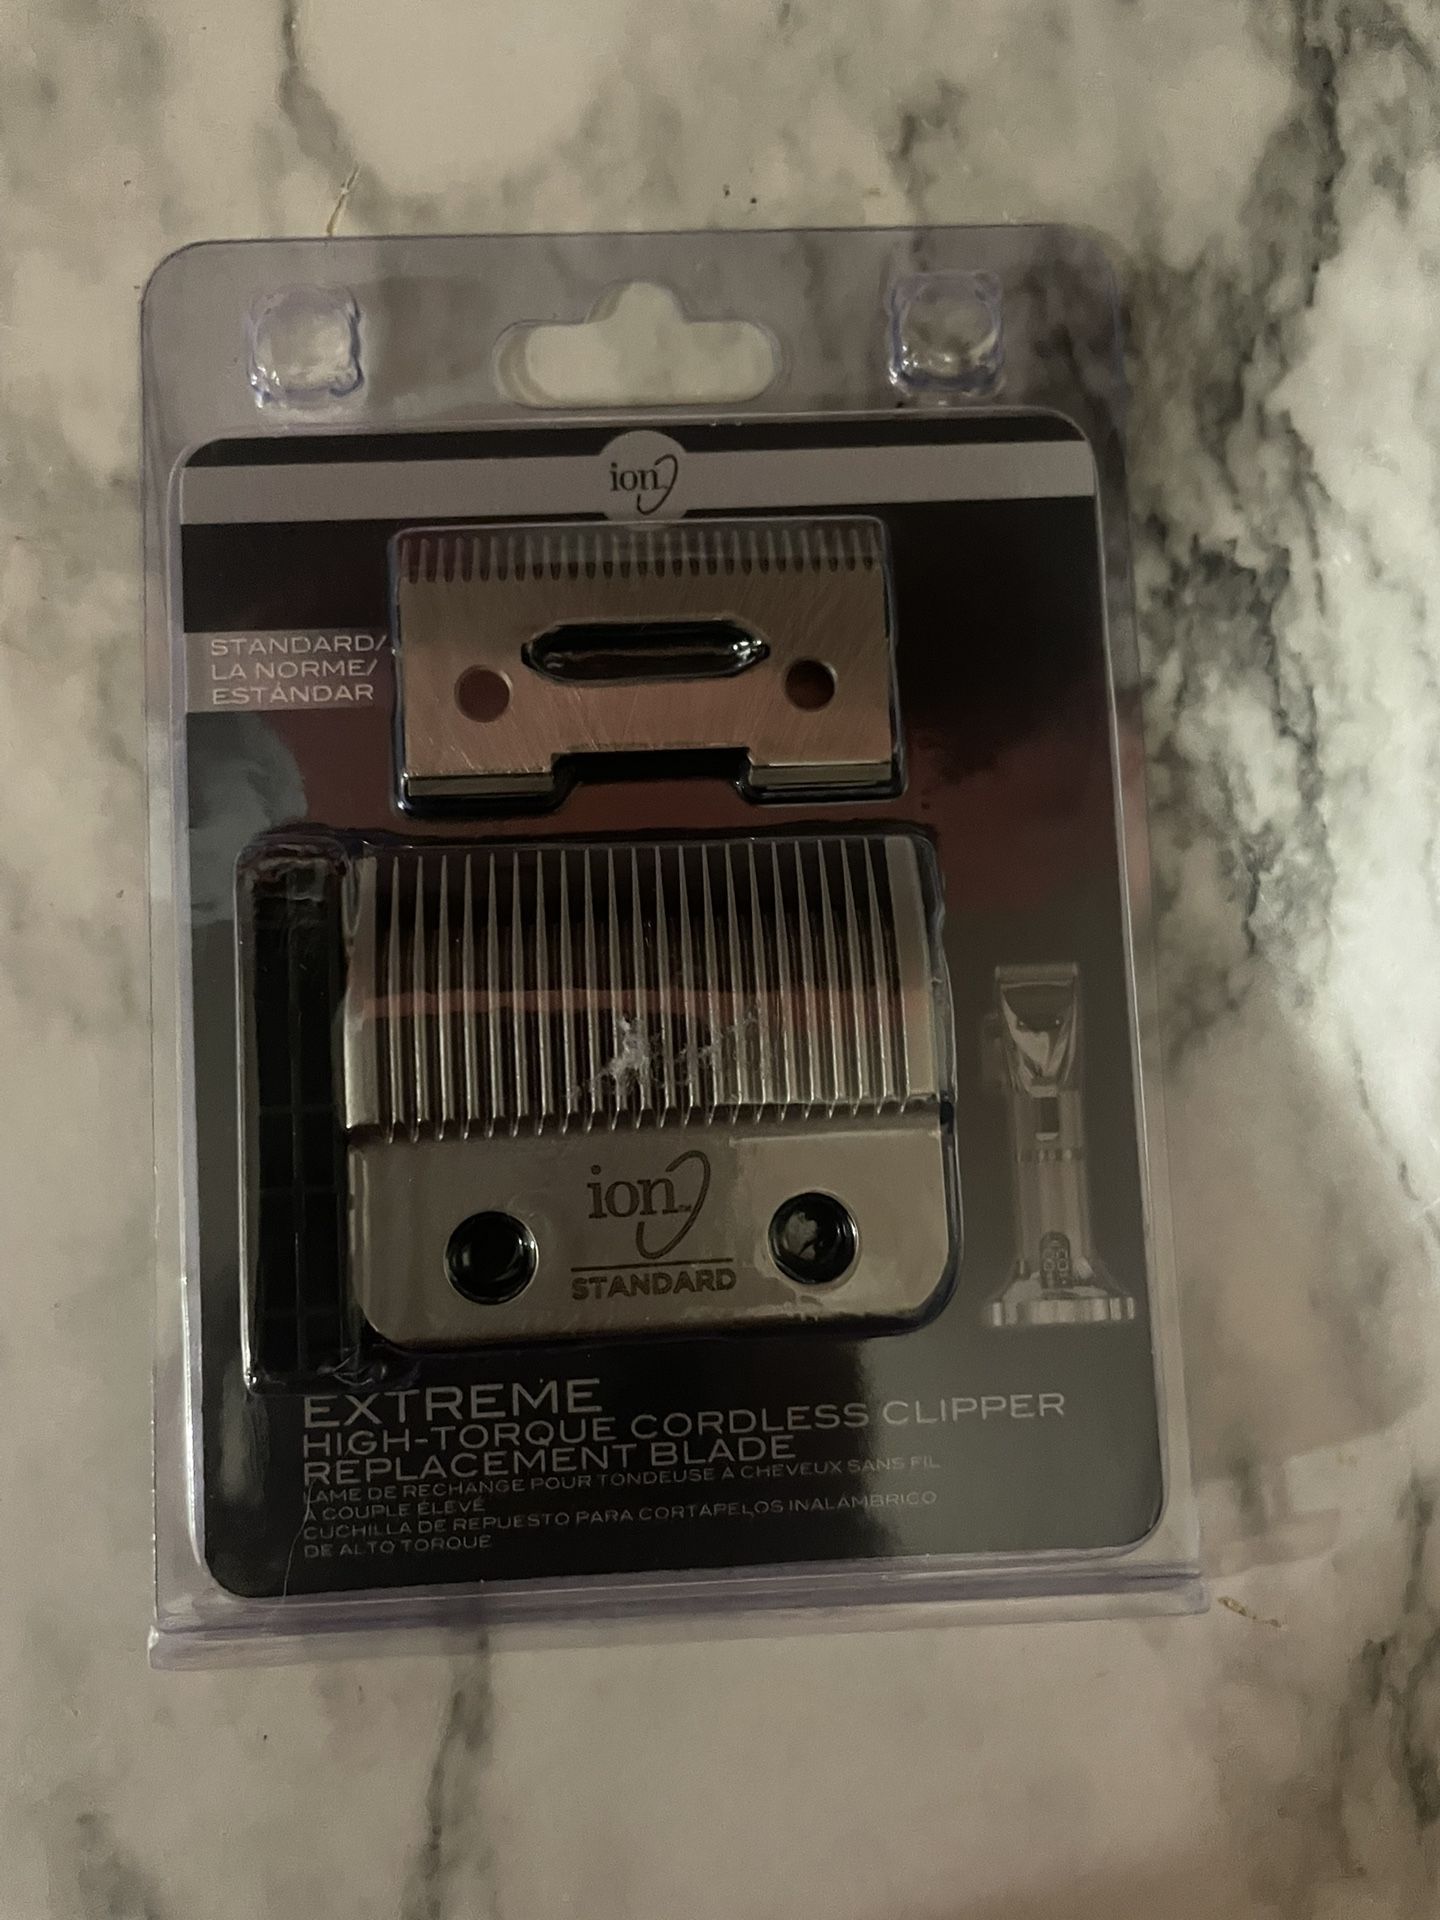 ion
STANDARD/
LA NORME/
ESTÁNDAR
ion
STANDARD
EXTREME
HIGH-TORQUE CORDLESS CLIPPER
REPLACEMENT BLADE
LAME DE RECHANGE POUR TONDEUSE À CHEVEUX SANS FIL
À COUPLE ÉLEVÉ
CUCHILLA DE REPUESTO PARA CORTAPELOS INALÁMBRICO
DE ALTO TORQUE